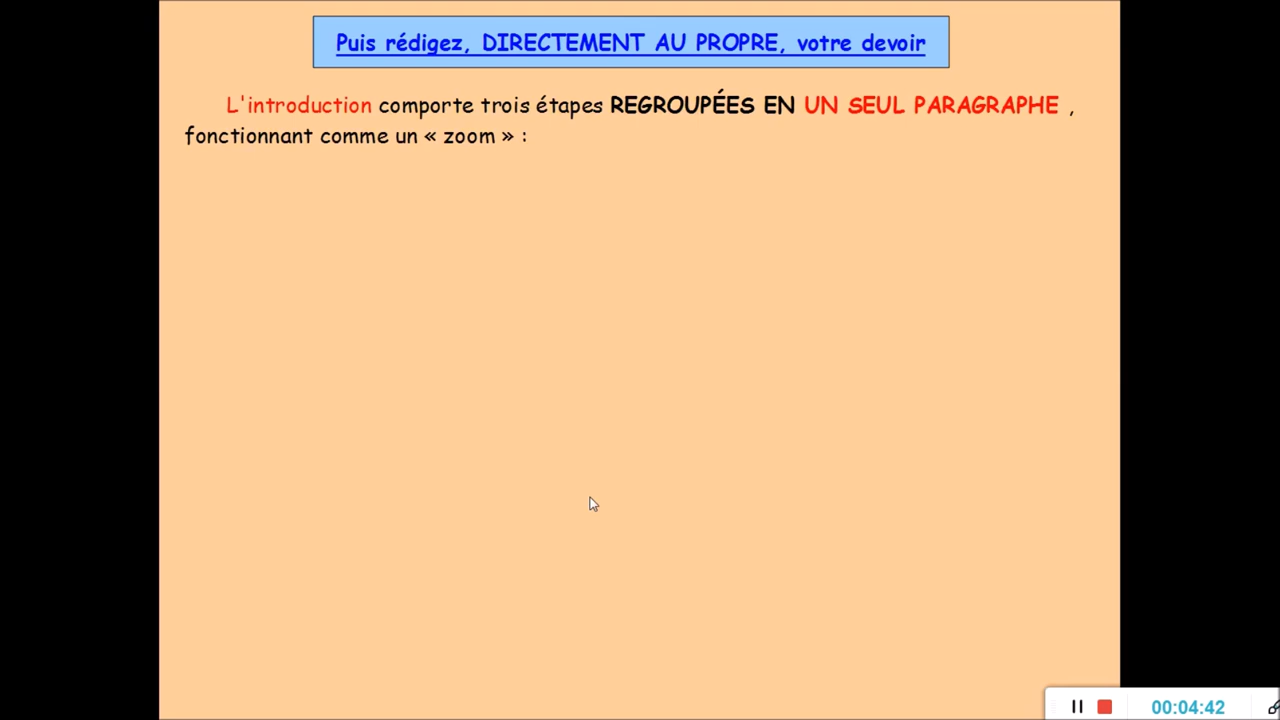 Puis rédigez, DIRECTEMENT AU PROPRE, votre devoir
L'introduction comporte trois étapes REGROUPÉES EN UN SEUL PARAGRAPHE ,
fonctionnant comme un « zoom » :
00:04:42